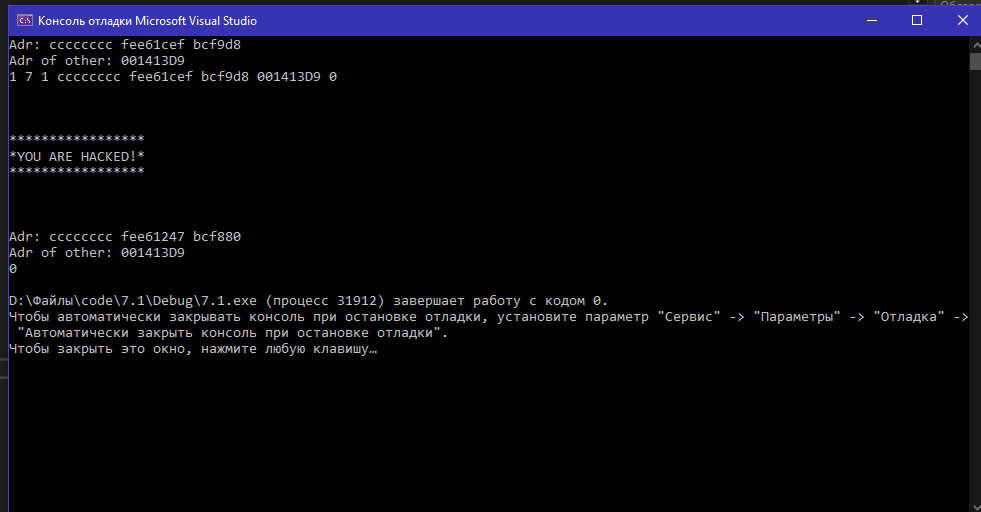 Консоль отладки Microsoft Visual Studio
Adr: cccccccc fee61cef bcf9d8
Adr of other: 001413D9
1 7 1 cccccccc fee61cef bcf9d8 001413D9 0
*****************
*YOU ARE HACKED!*
*****************
Adr: cccccccc fee61247 bcf880
Adr of other: 001413D9
0
D:\Файлы\code\7.1\Debug\7.1.exe (процесс 31912) завершает работу с кодом 0.
Чтобы автоматически закрывать консоль при остановке отладки, установите параметр "Сервис" -> "Параметры" -> "Отладка" ->
"Автоматически закрыть консоль при остановке отладки".
Чтобы закрыть это окно, нажмите любую клавишу…